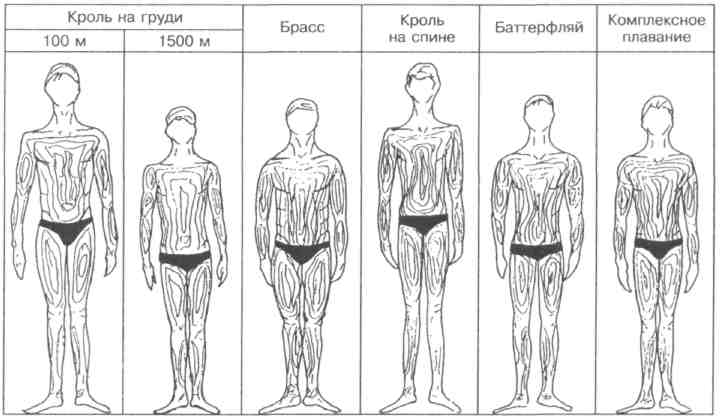 Кроль на груди
100 м
1500 м
Брасс
Кроль
на спине
Баттерфляй
Комплексное
плавание